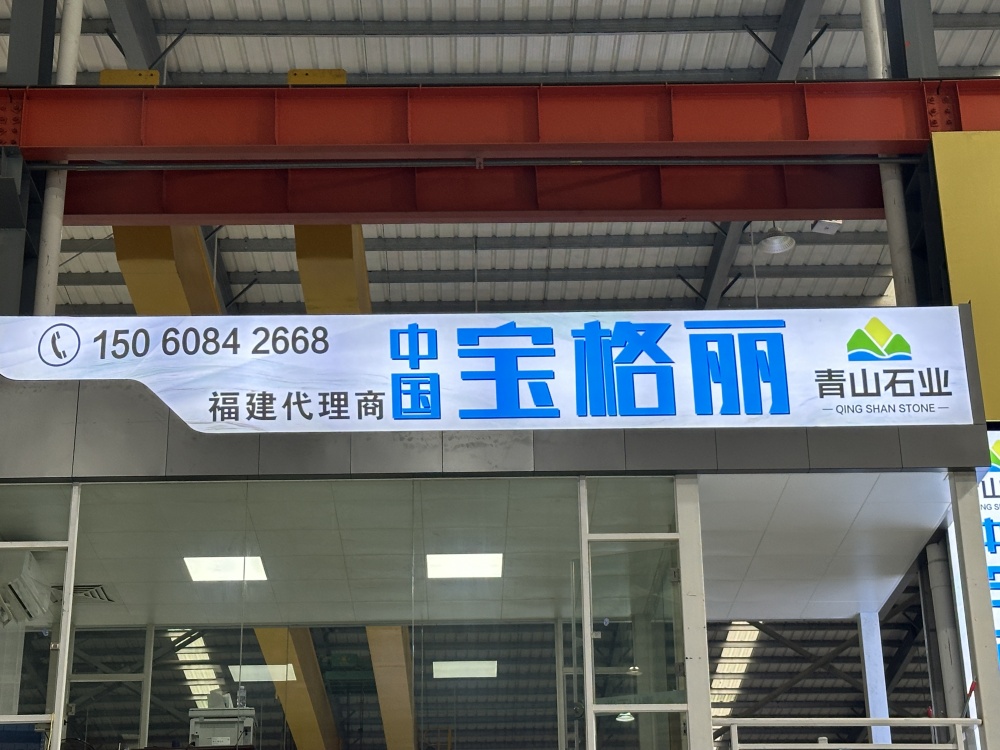 150 6084 2668
福建代理商
中国
宝格丽
青山石业
QING SHAN STONE